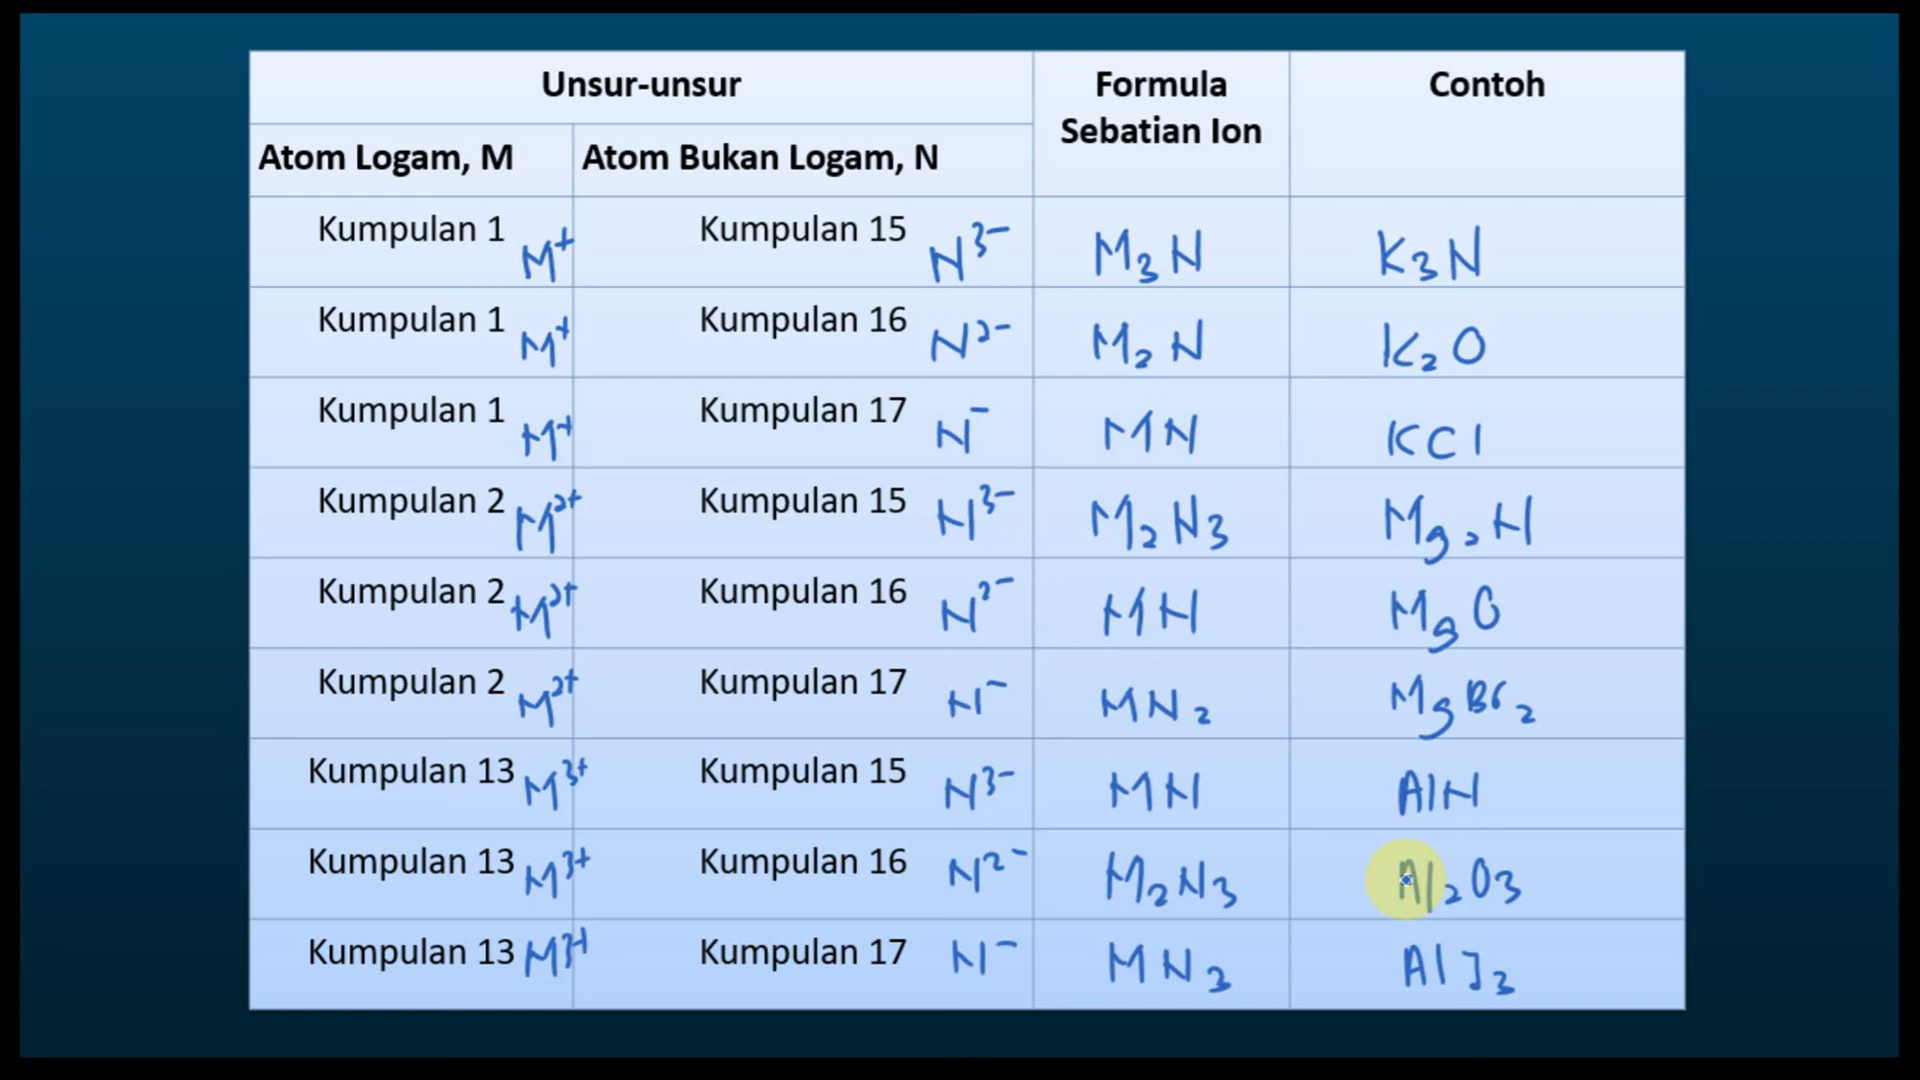 Unsur-unsur Formula Sebatian Ion Contoh
Atom Logam, M Atom Bukan Logam, N
Kumpulan 1 M⁺ Kumpulan 15 N³⁻ M₃N K₃N
Kumpulan 1 M⁺ Kumpulan 16 N²⁻ M₂N K₂O
Kumpulan 1 M⁺ Kumpulan 17 N⁻ MN KCl
Kumpulan 2 M²⁺ Kumpulan 15 N³⁻ M₂N₃ Mg₂N
Kumpulan 2 M²⁺ Kumpulan 16 N²⁻ MN MgO
Kumpulan 2 M²⁺ Kumpulan 17 N⁻ MN₂ MgBr₂
Kumpulan 13 M³⁺ Kumpulan 15 N³⁻ MN AlN
Kumpulan 13 M³⁺ Kumpulan 16 N²⁻ M₂N₃ Al₂O₃
Kumpulan 13 M³⁺ Kumpulan 17 N⁻ MN₃ AlI₃